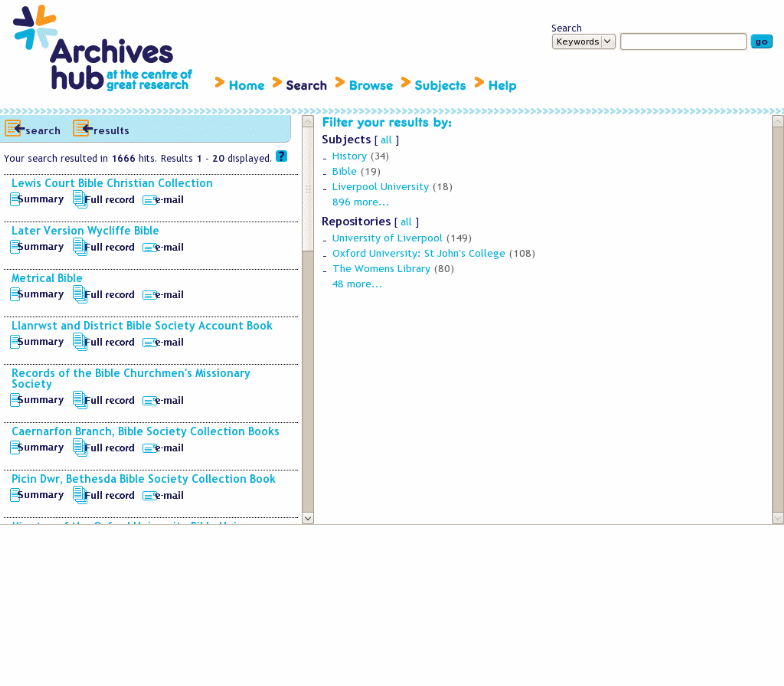 Archives
hub at the centre of
great research
Home Search Browse Subjects Help
Search
Keywords go
search results
Your search resulted in 1666 hits. Results 1 - 20 displayed. ?
Lewis Court Bible Christian Collection
Summary Full record e-mail
Later Version Wycliffe Bible
Summary Full record e-mail
Metrical Bible
Summary Full record e-mail
Llanrwst and District Bible Society Account Book
Summary Full record e-mail
Records of the Bible Churchmen's Missionary
Society
Summary Full record e-mail
Caernarfon Branch, Bible Society Collection Books
Summary Full record e-mail
Picin Dwr, Bethesda Bible Society Collection Book
Summary Full record e-mail
Filter your results by:
Subjects [ all ]
- History (34)
- Bible (19)
- Liverpool University (18)
896 more...
Repositories [ all ]
- University of Liverpool (149)
- Oxford University: St John's College (108)
- The Womens Library (80)
48 more...